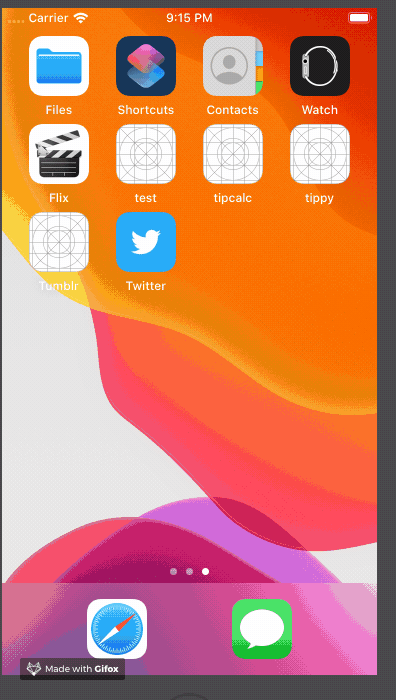 Carrier 9:15 PM
Files Shortcuts Contacts Watch
Flix test tipcalc tippy
Tumblr Twitter
Made with Gifox